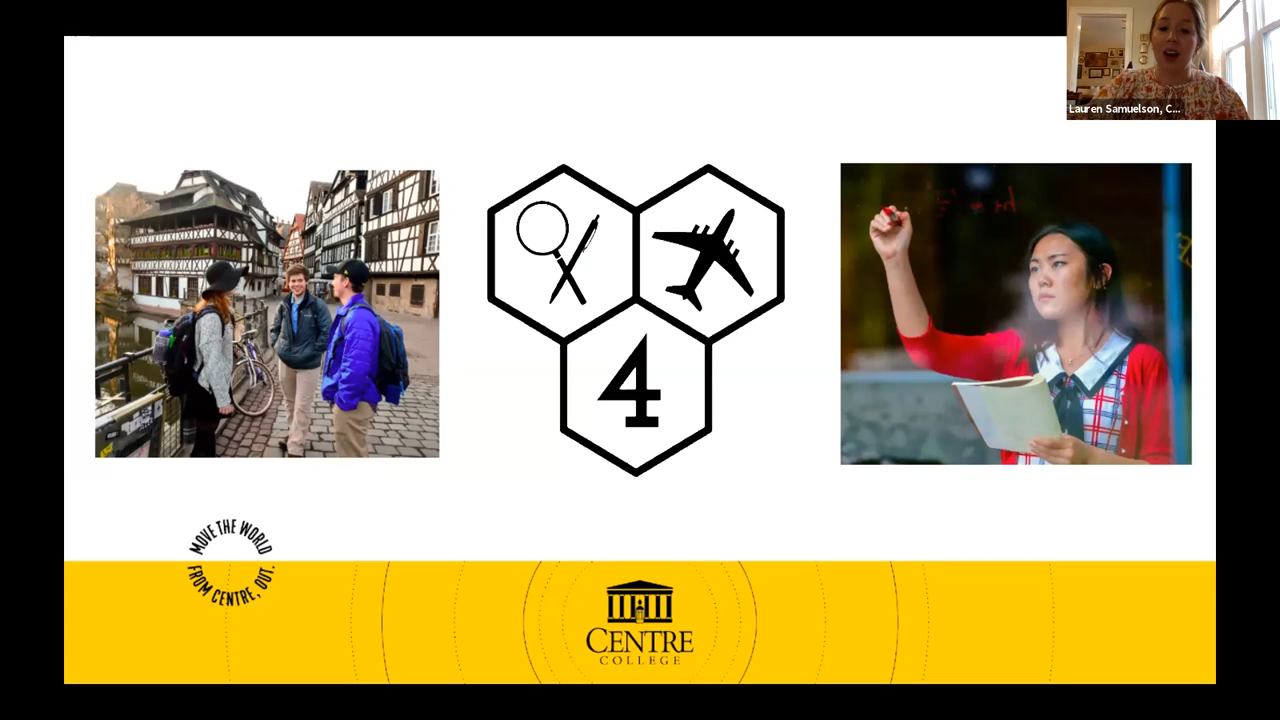 Lauren Samuelson, C...
4
MOVE THE WORLD
FROM CENTRE, OUT.
CENTRE
COLLEGE